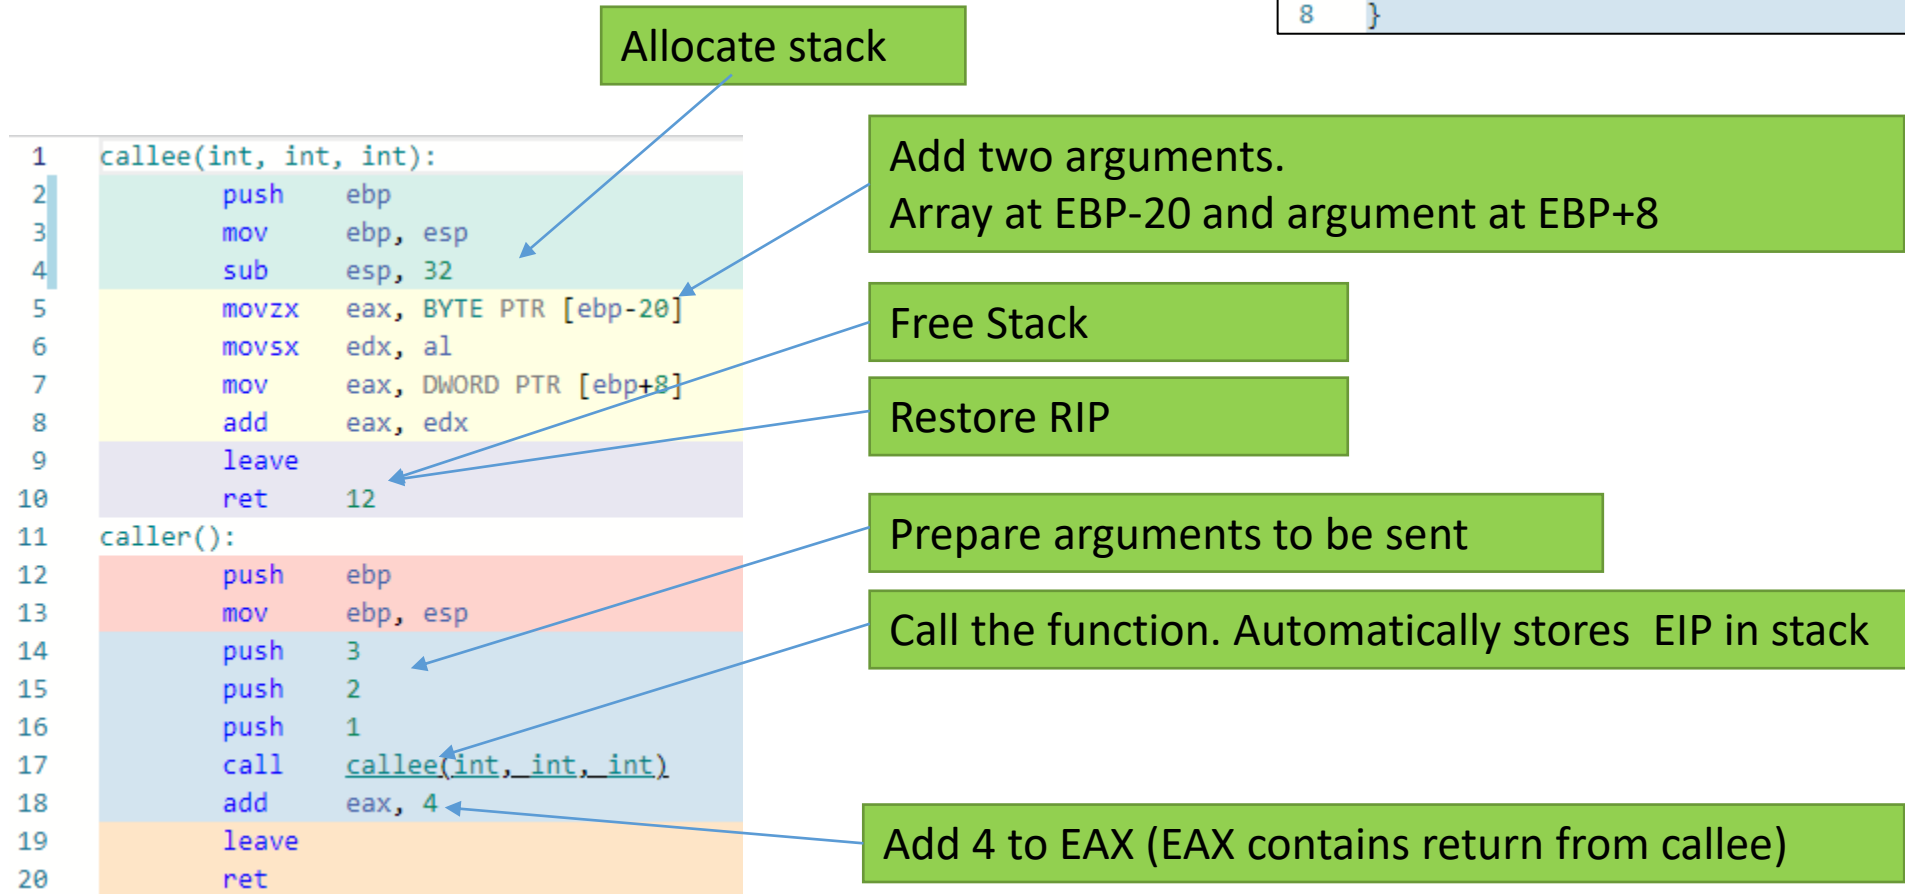 8 }
Allocate stack
1 callee(int, int, int):
2 push ebp
3 mov ebp, esp
4 sub esp, 32
5 movzx eax, BYTE PTR [ebp-20]
6 movsx edx, al
7 mov eax, DWORD PTR [ebp+8]
8 add eax, edx
9 leave
10 ret 12
11 caller():
12 push ebp
13 mov ebp, esp
14 push 3
15 push 2
16 push 1
17 call callee(int, int, int)
18 add eax, 4
19 leave
20 ret
Add two arguments.
Array at EBP-20 and argument at EBP+8
Free Stack
Restore RIP
Prepare arguments to be sent
Call the function. Automatically stores EIP in stack
Add 4 to EAX (EAX contains return from callee)